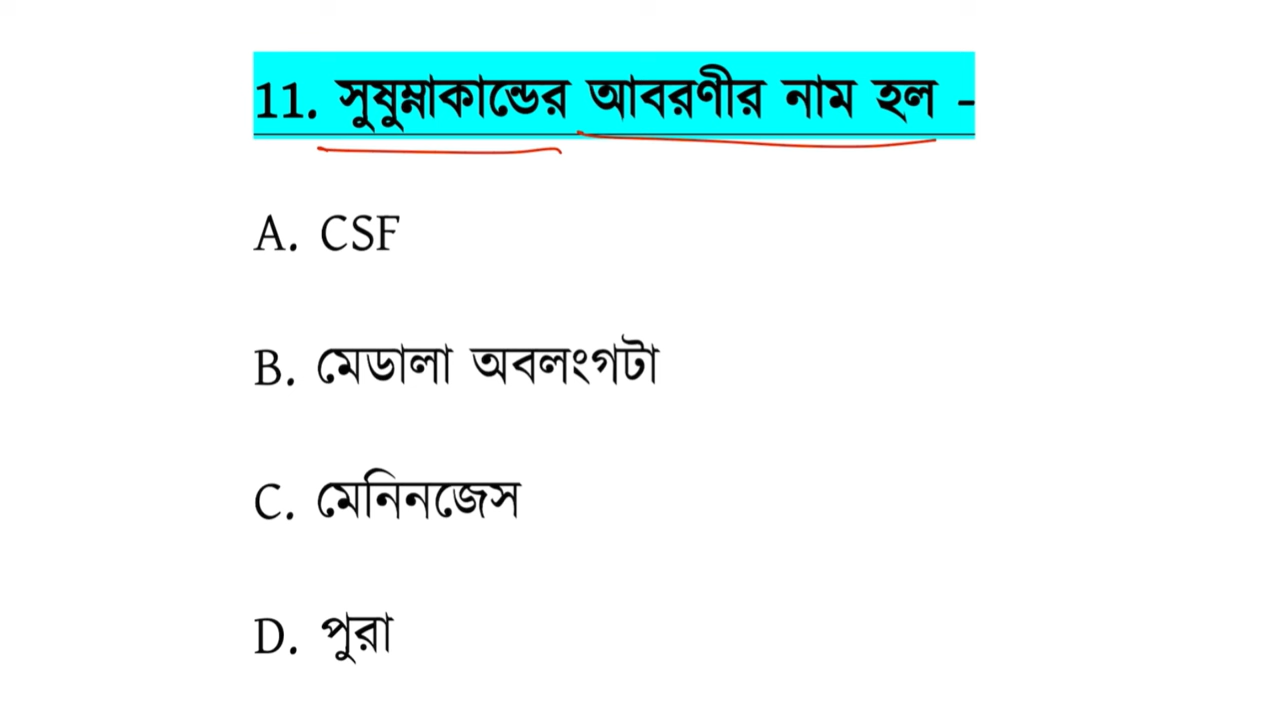 11. সুষুম্নাকান্ডের আবরণীর নাম হল -
A. CSF
B. মেডালা অবলংগটা
C. মেনিনজেস
D. পুরা